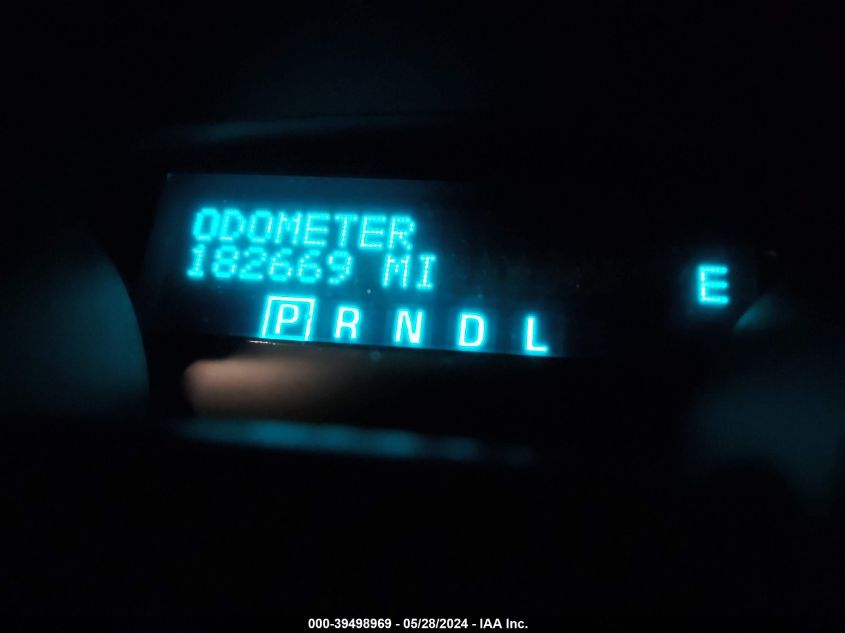 ODOMETER
182669 MI
E
P R N D L
000-39498969 - 05/28/2024 - IAA Inc.